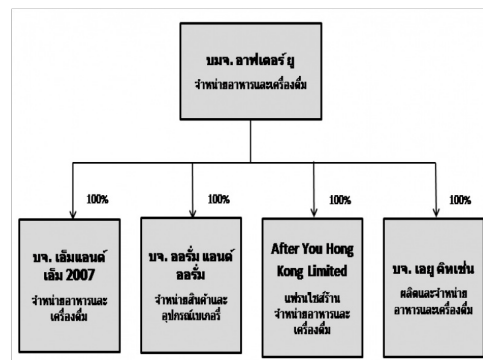 บมจ. อาฟเตอร์ ยู
จำหน่ายอาหารและเครื่องดื่ม
100%
100%
100%
100%
บจ. เอ็มแอนด์
เอ็ม 2007
จำหน่ายอาหารและ
เครื่องดื่ม
บจ. ออรั่ม แอนด์
ออรั่ม
จำหน่ายสินค้าและ
อุปกรณ์เบเกอรี่
After You Hong
Kong Limited
แฟรนไชส์ร้าน
จำหน่ายอาหารและ
เครื่องดื่ม
บจ. เอยู คิทเช่น
ผลิตและจำหน่าย
อาหารและเครื่องดื่ม